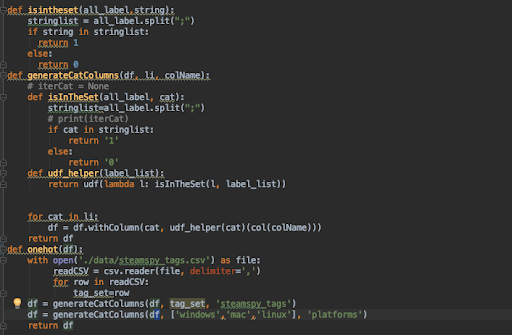 def isintheset(all_label,string):
    stringlist = all_label.split(";")
    if string in stringlist:
        return 1
    else:
        return 0
def generateCatColumns(df, li, colName):
    # iterCat = None
    def isInTheSet(all_label, cat):
        stringlist=all_label.split(";")
        # print(iterCat)
        if cat in stringlist:
            return '1'
        else:
            return '0'
    def udf_helper(label_list):
        return udf(lambda l: isInTheSet(l, label_list))
    for cat in li:
        df = df.withColumn(cat, udf_helper(cat)(col(colName)))
    return df
def onehot(df):
    with open('./data/steamspy_tags.csv') as file:
        readCSV = csv.reader(file, delimiter=',')
        for row in readCSV:
            tag_set=row
    df = generateCatColumns(df, tag_set, 'steamspy_tags')
    df = generateCatColumns(df, ['windows','mac','linux'], 'platforms')
    return df